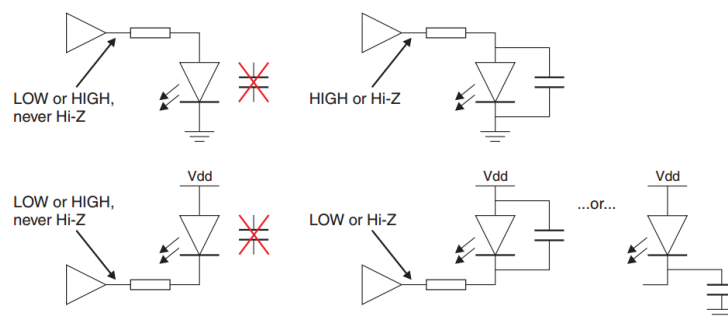 LOW or HIGH,
never Hi-Z
HIGH or Hi-Z
LOW or HIGH,
never Hi-Z
Vdd
LOW or Hi-Z
Vdd
...or...
Vdd